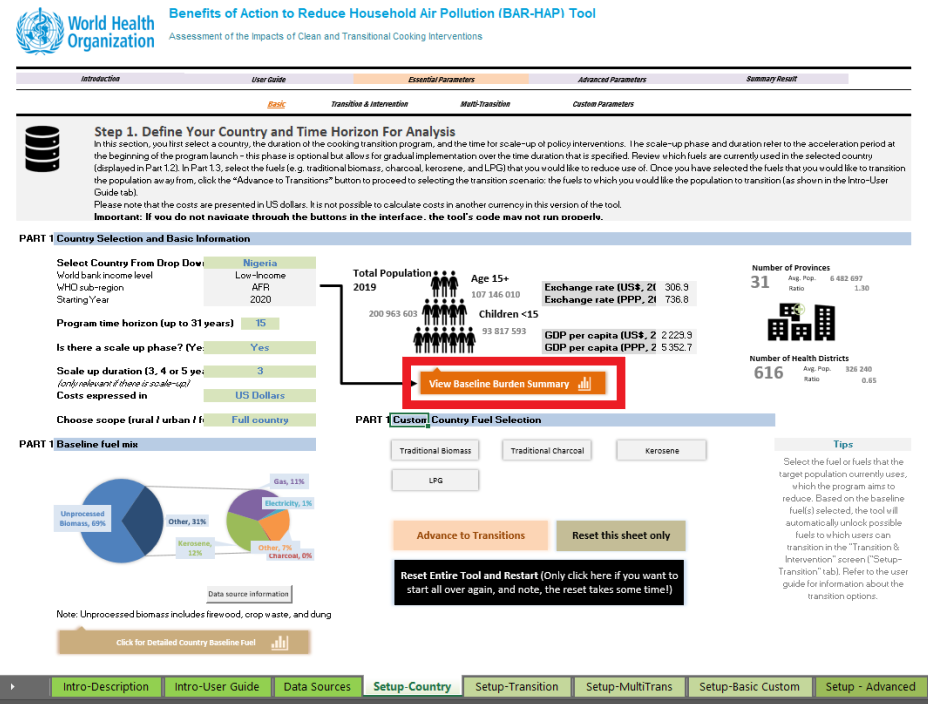 World Health
Organization
Benefits of Action to Reduce Household Air Pollution (BAR-HAP) Tool
Assessment of the Impacts of Clean and Transitional Cooking Interventions
Introduction User Guide Essential Parameters Advanced Parameters Summary Result
Basic Transition & Intervention Multi-Transition Custom Parameters
Step 1. Define Your Country and Time Horizon For Analysis
In this section, you first select a country, the duration of the cooking transition program, and the time for scale-up of policy interventions. The scale-up phase and duration refer to the acceleration period at
the beginning of the program launch - this phase is optional but allows for gradual implementation over the time duration that is specified. Review which fuels are currently used in the selected country
(displayed in Part 1.2). In Part 1.3, select the fuels (e.g. traditional biomass, charcoal, kerosene, and LPG) that you would like to reduce use of. Once you have selected the fuels that you would like to transition
the population away from, click the "Advance to Transitions" button to proceed to selecting the transition scenario: the fuels to which you would like the population to transition (as shown in the Intro-User
Guide tab).
Please note that the costs are presented in US dollars. It is not possible to calculate costs in another currency in this version of the tool.
Important: If you do not navigate through the buttons in the interface, the tool's code may not run properly.
PART 1 Country Selection and Basic Information
Select Country From Drop Dow Nigeria
World bank income level Low-Income
WHO sub-region AFR
Starting Year 2020
Program time horizon (up to 31 years) 15
Is there a scale up phase? (Ye Yes
Scale up duration (3, 4 or 5 ye 3
(only relevant if there is scale-up)
Costs expressed in US Dollars
Choose scope (rural / urban / f Full country
Total Population
2019
200 963 603
Age 15+
107 146 010
Children <15
93 817 593
Exchange rate (US$, 2 306.9
Exchange rate (PPP, 2 736.8
GDP per capita (US$, 2 2 229.9
GDP per capita (PPP, 2 5 352.7
Number of Provinces
31 Avg. Pop. 6 482 697
Ratio 1.30
Number of Health Districts
616 Avg. Pop. 326 240
Ratio 0.65
View Baseline Burden Summary
PART 1 Custom Country Fuel Selection
Traditional Biomass Traditional Charcoal Kerosene
LPG
Advance to Transitions Reset this sheet only
Reset Entire Tool and Restart (Only click here if you want to
start all over again, and note, the reset takes some time!)
Tips
Select the fuel or fuels that the
target population currently uses,
which the program aims to
reduce. Based on the baseline
fuel(s) selected, the tool will
automatically unlock possible
fuels to which users can
transition in the "Transition &
Intervention" screen ("Setup-
Transition" tab). Refer to the user
guide for information about the
transition options.
PART 1 Baseline fuel mix
Unprocessed
Biomass, 69%
Other, 31%
Gas, 11%
Electricity, 1%
Kerosene,
12%
Other, 7%
Charcoal, 0%
Data source information
Note: Unprocessed biomass includes firewood, crop waste, and dung
Click for Detailed Country Baseline Fuel
Intro-Description Intro-User Guide Data Sources Setup-Country Setup-Transition Setup-MultiTrans Setup-Basic Custom Setup - Advanced